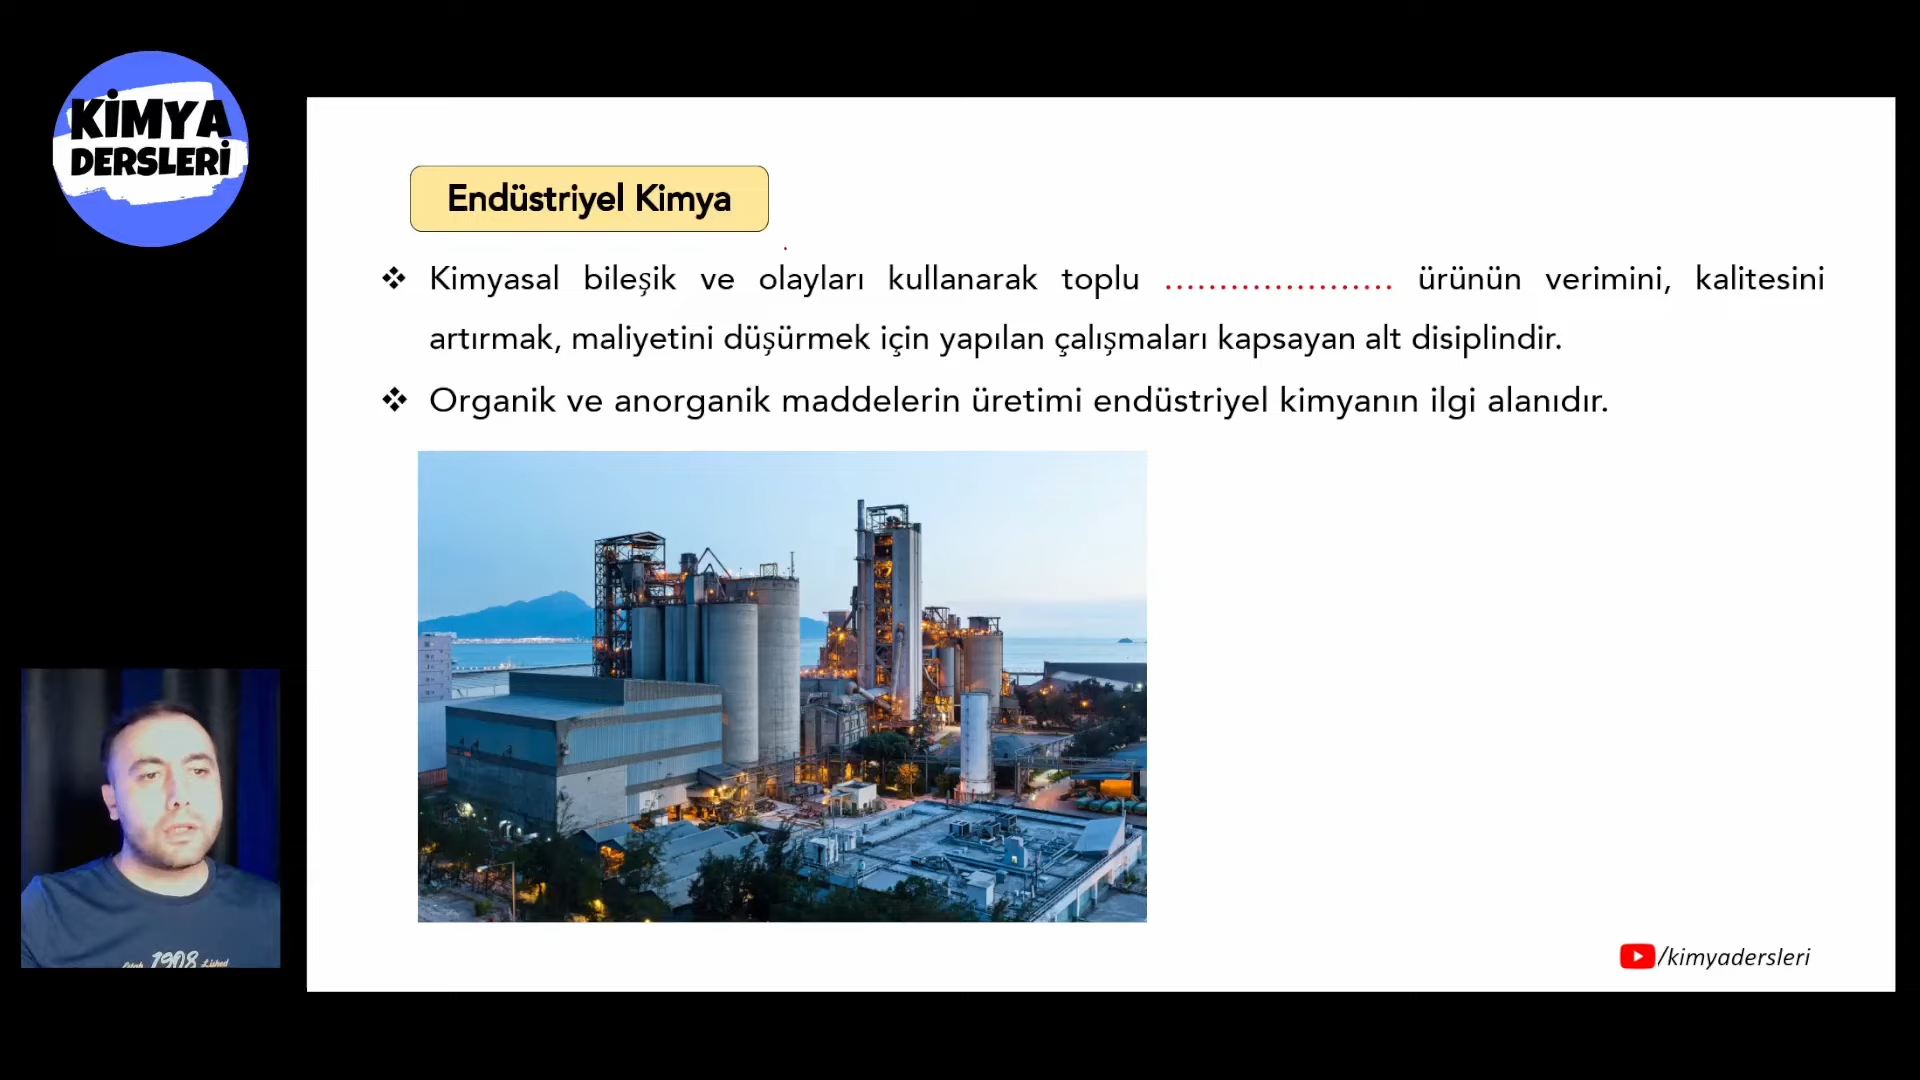 KİMYA
DERSLERİ
Endüstriyel Kimya
❖ Kimyasal bileşik ve olayları kullanarak toplu ..................... ürünün verimini, kalitesini
artırmak, maliyetini düşürmek için yapılan çalışmaları kapsayan alt disiplindir.
❖ Organik ve anorganik maddelerin üretimi endüstriyel kimyanın ilgi alanıdır.
1908
/kimyadersleri